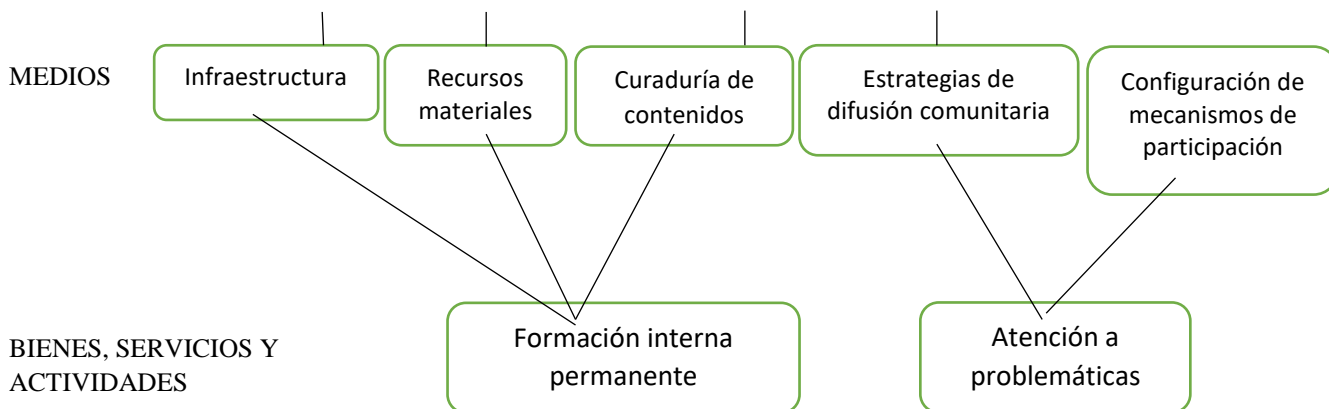 MEDIOS
Infraestructura
Recursos
materiales
Curaduría de
contenidos
Estrategias de
difusión comunitaria
Configuración de
mecanismos de
participación
BIENES, SERVICIOS Y
ACTIVIDADES
Formación interna
permanente
Atención a
problemáticas